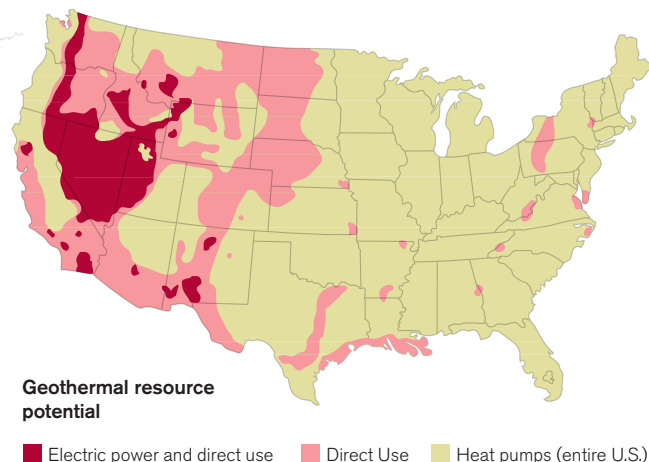 Geothermal resource
potential
Electric power and direct use Direct Use Heat pumps (entire U.S.)